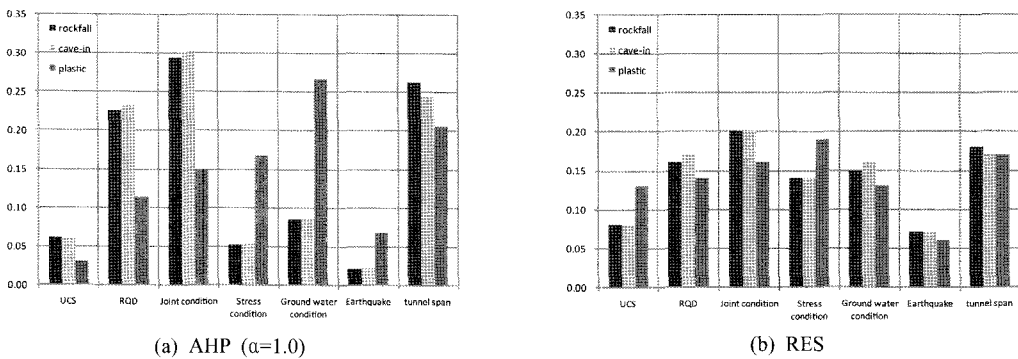 0.35
0.30
0.25
0.20
0.15
0.10
0.05
0.00
rockfall
cave-in
plastic
UCS
RQD
Joint condition
Stress
condition
Ground water
condition
Earthquake
tunnel span
(a) AHP (α=1.0)
0.35
0.30
0.25
0.20
0.15
0.10
0.05
0.00
rockfall
cave-in
plastic
UCS
RQD
Joint condition
Stress
condition
Ground water
condition
Earthquake
tunnel span
(b) RES